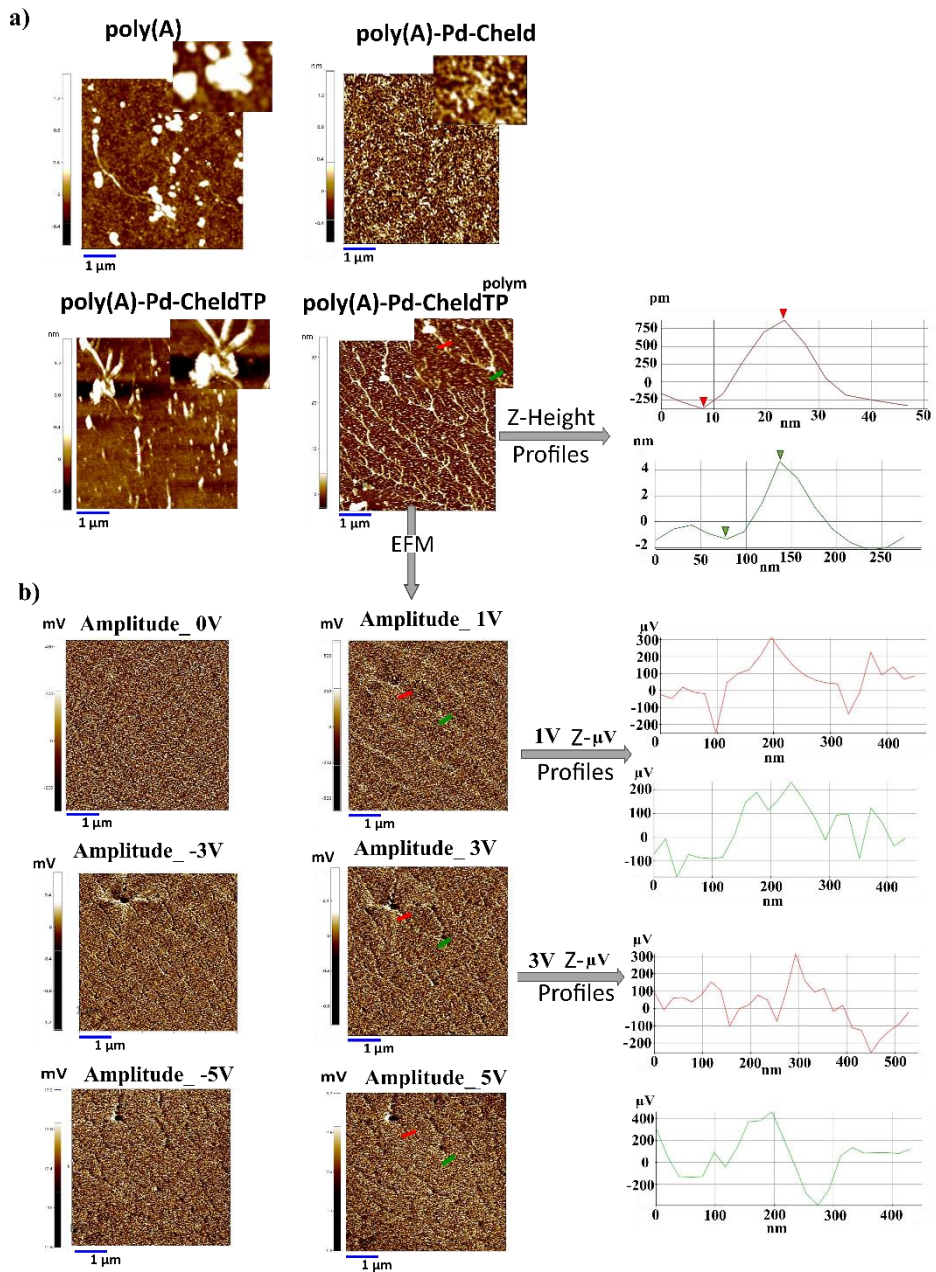 a)
poly(A)
poly(A)-Pd-Cheld
nm
nm
1 µm
1 µm
poly(A)-Pd-CheldTP
poly(A)-Pd-CheldTP polym
nm
nm
1 µm
1 µm
Z-Height
Profiles
pm
750
500
250
0
-250
0 10 20 30 40 50
nm
nm
4
2
0
-2
0 50 100 150 200 250
nm
EFM
b)
mV Amplitude_ 0V
mV Amplitude_ 1V
1 µm
1 µm
1V Z-µV
Profiles
µV
300
200
100
0
-100
-200
0 100 200 300 400
nm
µV
200
100
0
-100
0 100 200 300 400
nm
mV Amplitude_ -3V
mV Amplitude_ 3V
1 µm
1 µm
3V Z-µV
Profiles
µV
300
200
100
0
-100
-200
0 100 200 300 400 500
nm
mV Amplitude_ -5V
mV Amplitude_ 5V
1 µm
1 µm
µV
400
200
0
-200
0 100 200 300 400
nm